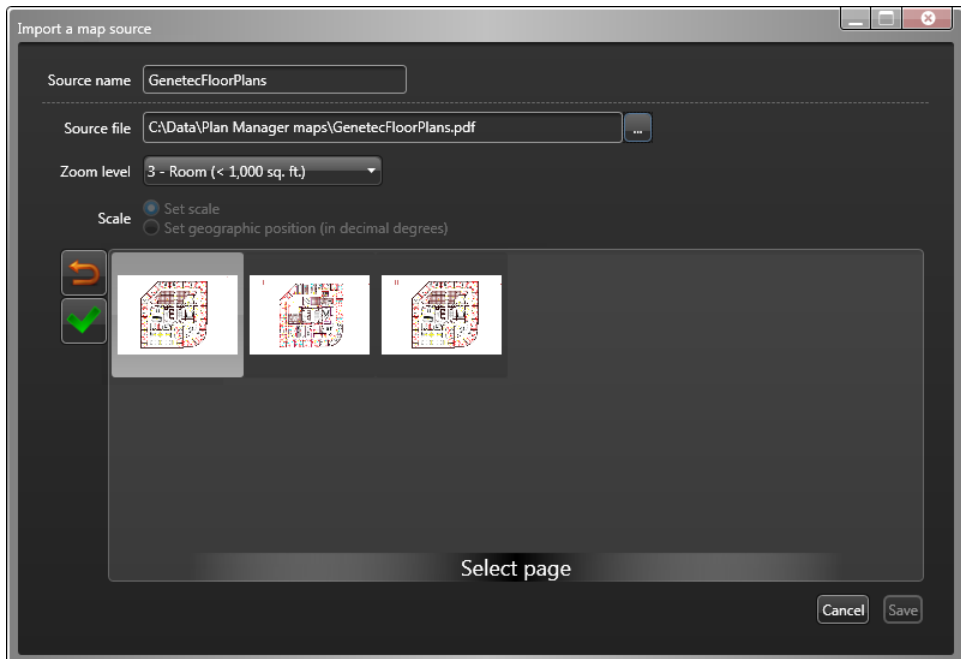 Import a map source
Source name GenetecFloorPlans
Source file C:\Data\Plan Manager maps\GenetecFloorPlans.pdf ...
Zoom level 3 - Room (< 1,000 sq. ft.)
Scale
Set scale
Set geographic position (in decimal degrees)
Select page
Cancel Save